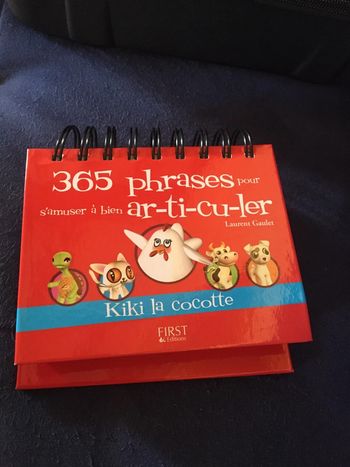 365 phrases pour
s'amuser à bien ar-ti-cu-ler
Laurent Gaulet
Kiki la cocotte
FIRST
Editions